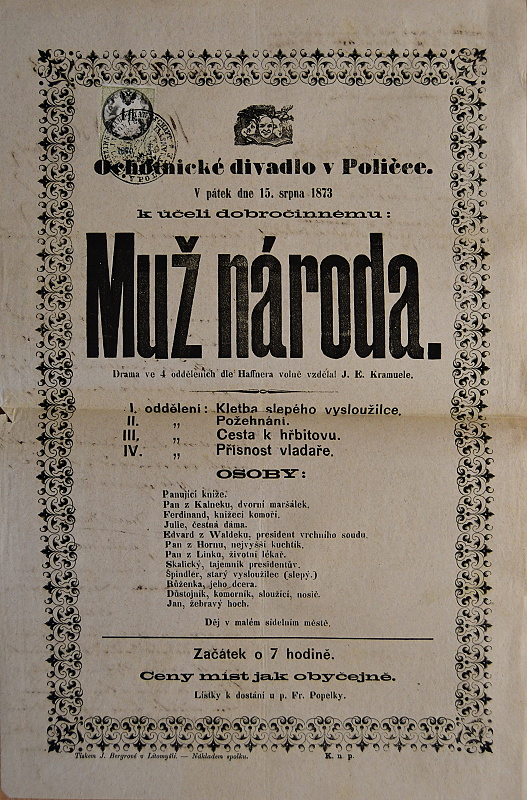 Ochotnické divadlo v Poličce.
V pátek dne 15. srpna 1873
k účeli dobročinnému:
Muž národa.
Drama ve 4 odděleních dle Haffnera volně vzdělal J. E. Kramuele.
I. oddělení: Kletba slepého vysloužilce.
II. „ Požehnání.
III. „ Cesta k hřbitovu.
IV. „ Přísnost vladaře.
OSOBY:
Panující kníže.
Pan z Kalneku, dvorní maršálek.
Ferdinand, knížecí komoří.
Julie, čestná dáma.
Edvard z Waldeku, president vrchního soudu.
Pan z Hornu, nejvyšší kuchtík.
Pan z Linku, životní lékař.
Skalický, tajemník presidentův.
Špindler, starý vysloužilec (slepý.)
Růženka, jeho dcera.
Důstojník, komorník, sloužící, nosič.
Jan, žebravý hoch.
Děj v malém sídelním městě.
Začátek o 7 hodině.
Ceny míst jak obyčejně.
Lístky k dostání u p. Fr. Popelky.
Tiskem J. Bergrové v Litomyšli. — Nákladem spolku.
K. n. p.